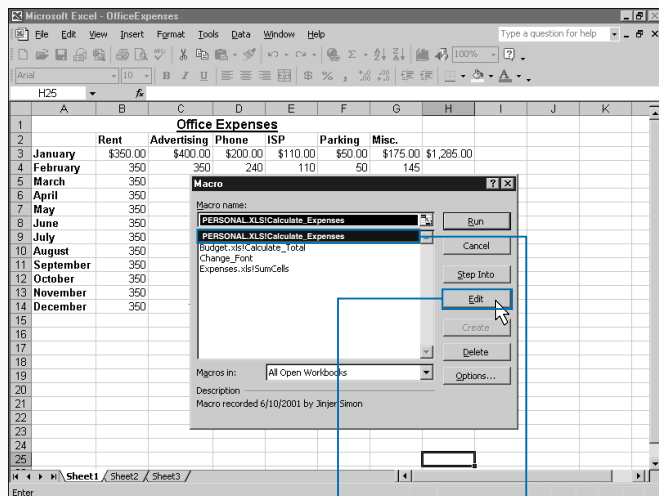 Microsoft Excel - OfficeExpenses
File Edit View Insert Format Tools Data Window Help Type a question for help
100%
Arial 10 B I U $ % ,
H25 fx
A B C D E F G H I J K
1 Office Expenses
2 Rent Advertising Phone ISP Parking Misc.
3 January $350.00 $400.00 $200.00 $110.00 $50.00 $175.00 $1,285.00
4 February 350 350 240 110 50 145
5 March 350
6 April 350
7 May 350
8 June 350
9 July 350
10 August 350
11 September 350
12 October 350
13 November 350
14 December 350
15
16
17
18
19
20
21
22
23
24
25
Macro
Macro name:
PERSONAL.XLS!Calculate_Expenses
PERSONAL.XLS!Calculate_Expenses
Budget.xls!Calculate_Total
Change_Font
Expenses.xls!SumCells
Run
Cancel
Step Into
Edit
Create
Delete
Options...
Macros in: All Open Workbooks
Description
Macro recorded 6/10/2001 by Jinjer Simon
Sheet1 Sheet2 Sheet3
Enter